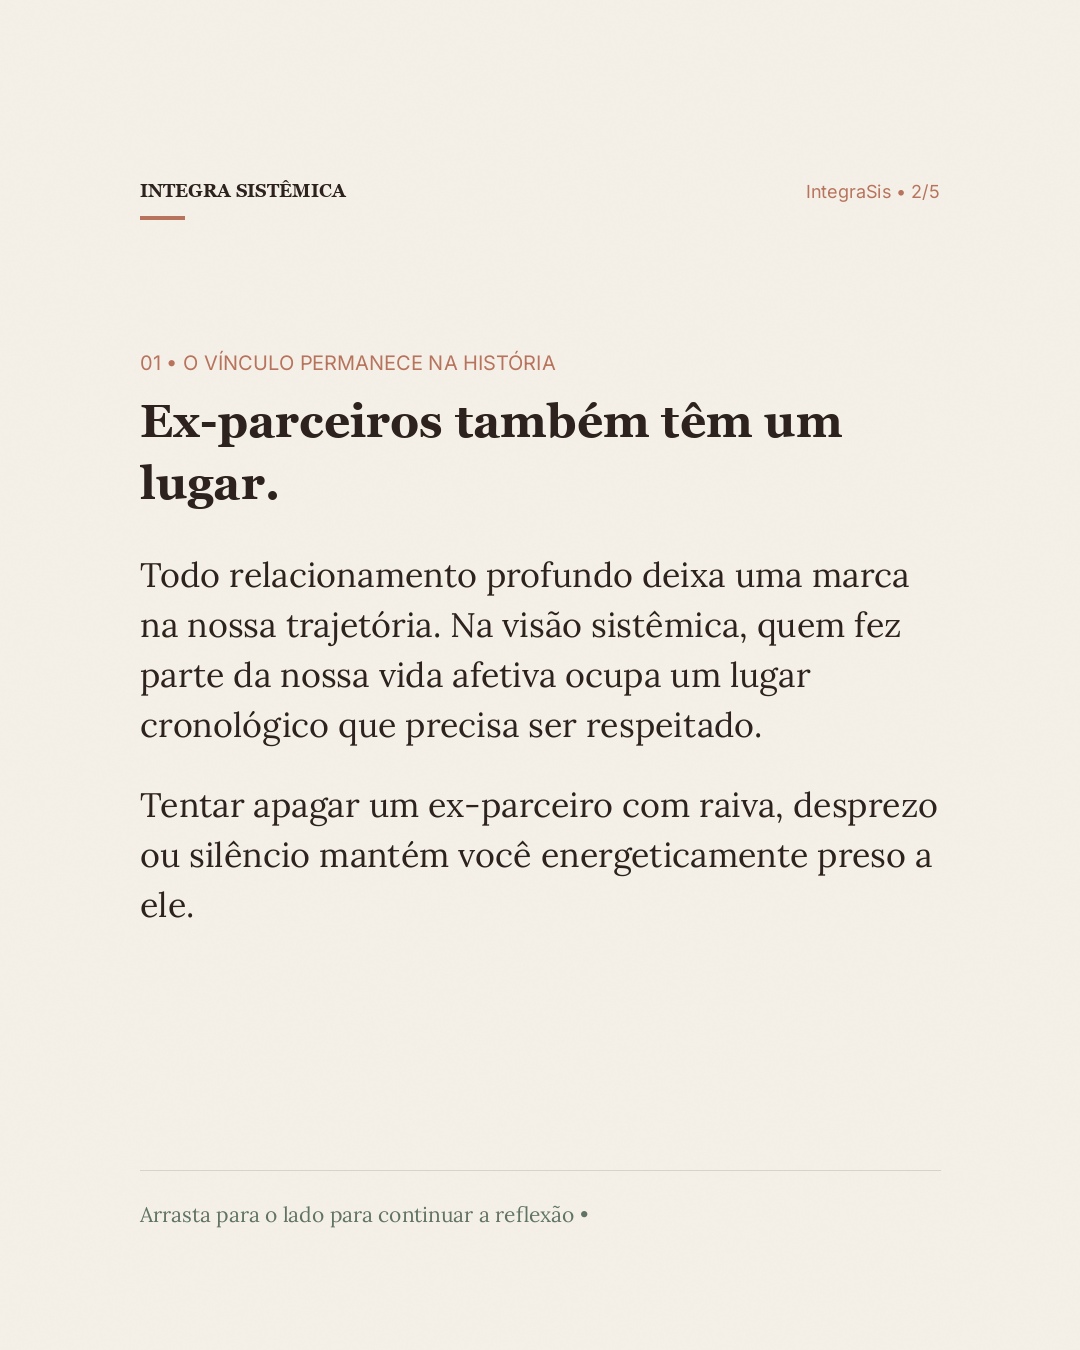 INTEGRA SISTÊMICA
IntegraSis • 2/5
01 • O VÍNCULO PERMANECE NA HISTÓRIA
Ex-parceiros também têm um
lugar.
Todo relacionamento profundo deixa uma marca
na nossa trajetória. Na visão sistêmica, quem fez
parte da nossa vida afetiva ocupa um lugar
cronológico que precisa ser respeitado.
Tentar apagar um ex-parceiro com raiva, desprezo
ou silêncio mantém você energeticamente preso a
ele.
Arrasta para o lado para continuar a reflexão •